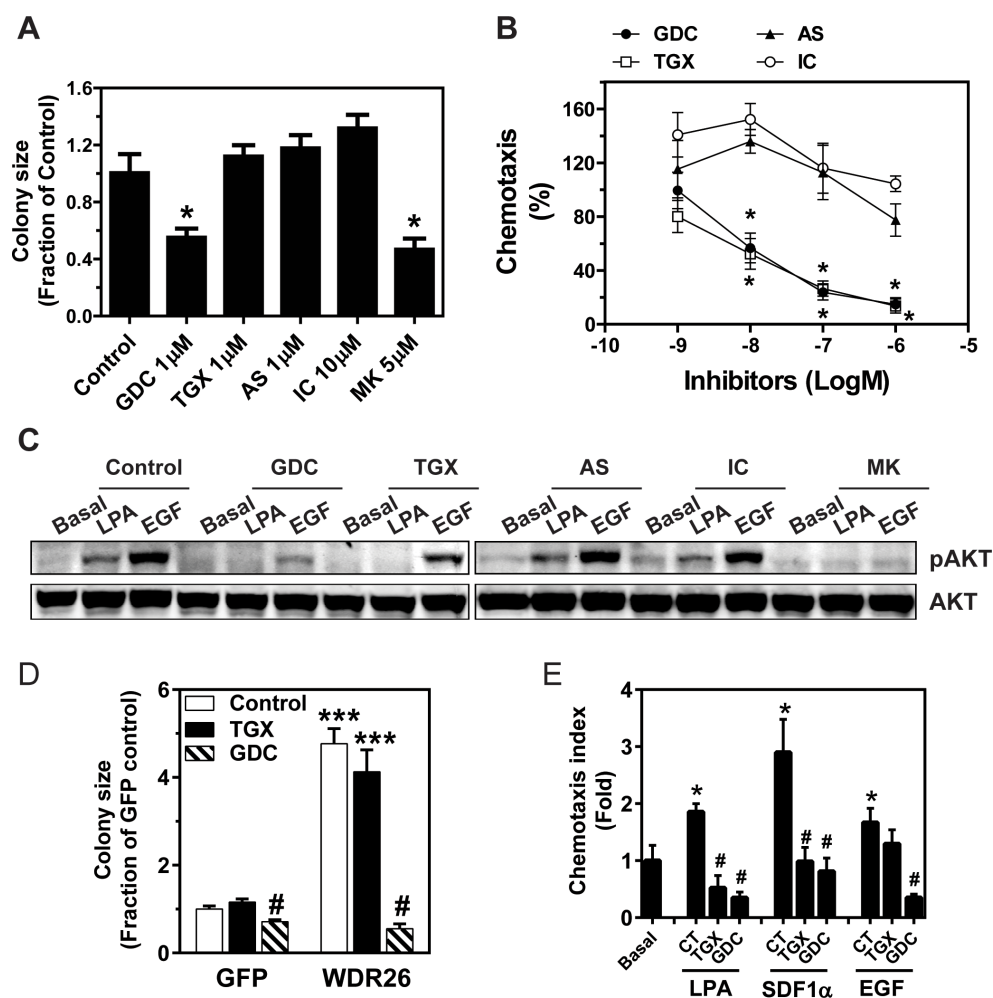 A
Colony size
(Fraction of Control)
1.6
1.2
0.8
0.4
0.0
*
*
Control
GDC 1µM
TGX 1µM
AS 1µM
IC 10µM
MK 5µM
B
GDC
AS
TGX
IC
Chemotaxis
(%)
160
120
80
40
0
*
*
*
*
*
*
-10
-9
-8
-7
-6
-5
Inhibitors (LogM)
C
Control GDC TGX AS IC MK
Basal LPA EGF Basal LPA EGF Basal LPA EGF Basal LPA EGF Basal LPA EGF Basal LPA EGF
pAKT
AKT
D
Colony size
(Fraction of GFP control)
6
4
2
0
Control
TGX
GDC
***
***
#
#
GFP
WDR26
E
Chemotaxis index
(Fold)
4
3
2
1
0
*
*
*
#
#
#
#
#
Basal
CT
TGX
GDC
CT
TGX
GDC
CT
TGX
GDC
LPA
SDF1α
EGF